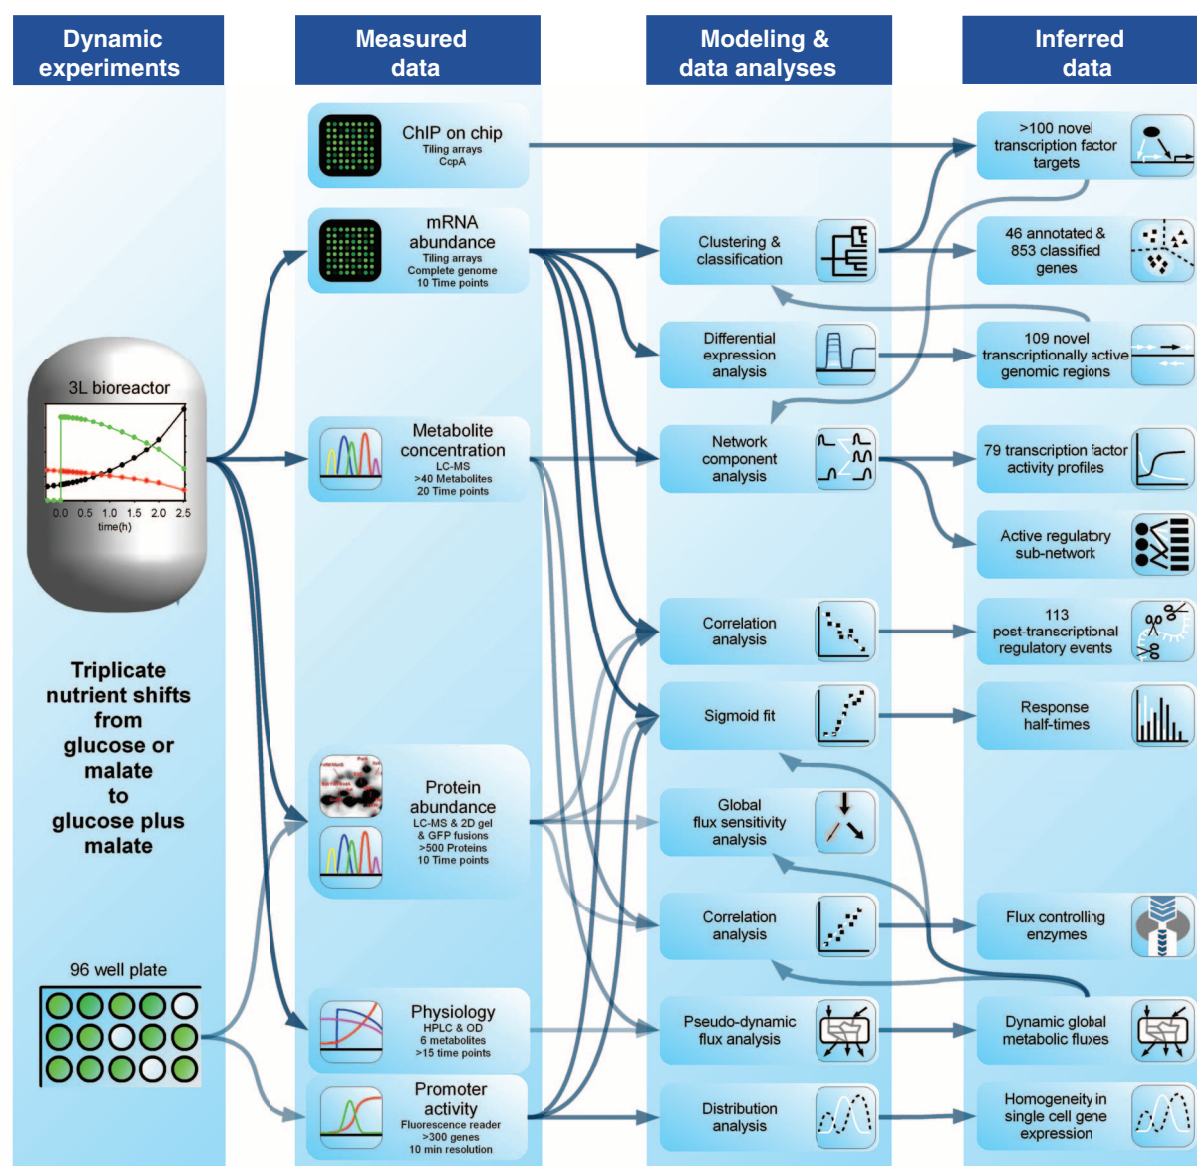 Dynamic
experiments
Measured
data
Modeling &
data analyses
Inferred
data
3L bioreactor
0.0 0.5 1.0 1.5 2.0 2.5
time(h)
Triplicate
nutrient shifts
from
glucose or
malate
to
glucose plus
malate
96 well plate
ChIP on chip
Tiling arrays
CcpA
mRNA
abundance
Tiling arrays
Complete genome
10 Time points
Metabolite
concentration
LC-MS
>40 Metabolites
20 Time points
Protein
abundance
LC-MS & 2D gel
& GFP fusions
>500 Proteins
10 Time points
Physiology
HPLC & OD
6 metabolites
>15 time points
Promoter
activity
Fluorescence reader
>300 genes
10 min resolution
Clustering &
classification
Differential
expression
analysis
Network
component
analysis
Correlation
analysis
Sigmoid fit
Global
flux sensitivity
analysis
Correlation
analysis
Pseudo-dynamic
flux analysis
Distribution
analysis
>100 novel
transcription factor
targets
46 annotated &
853 classified
genes
109 novel
transcriptionally active
genomic regions
79 transcription factor
activity profiles
Active regulatory
sub-network
113
post-transcriptional
regulatory events
Response
half-times
Flux controlling
enzymes
Dynamic global
metabolic fluxes
Homogeneity in
single cell gene
expression